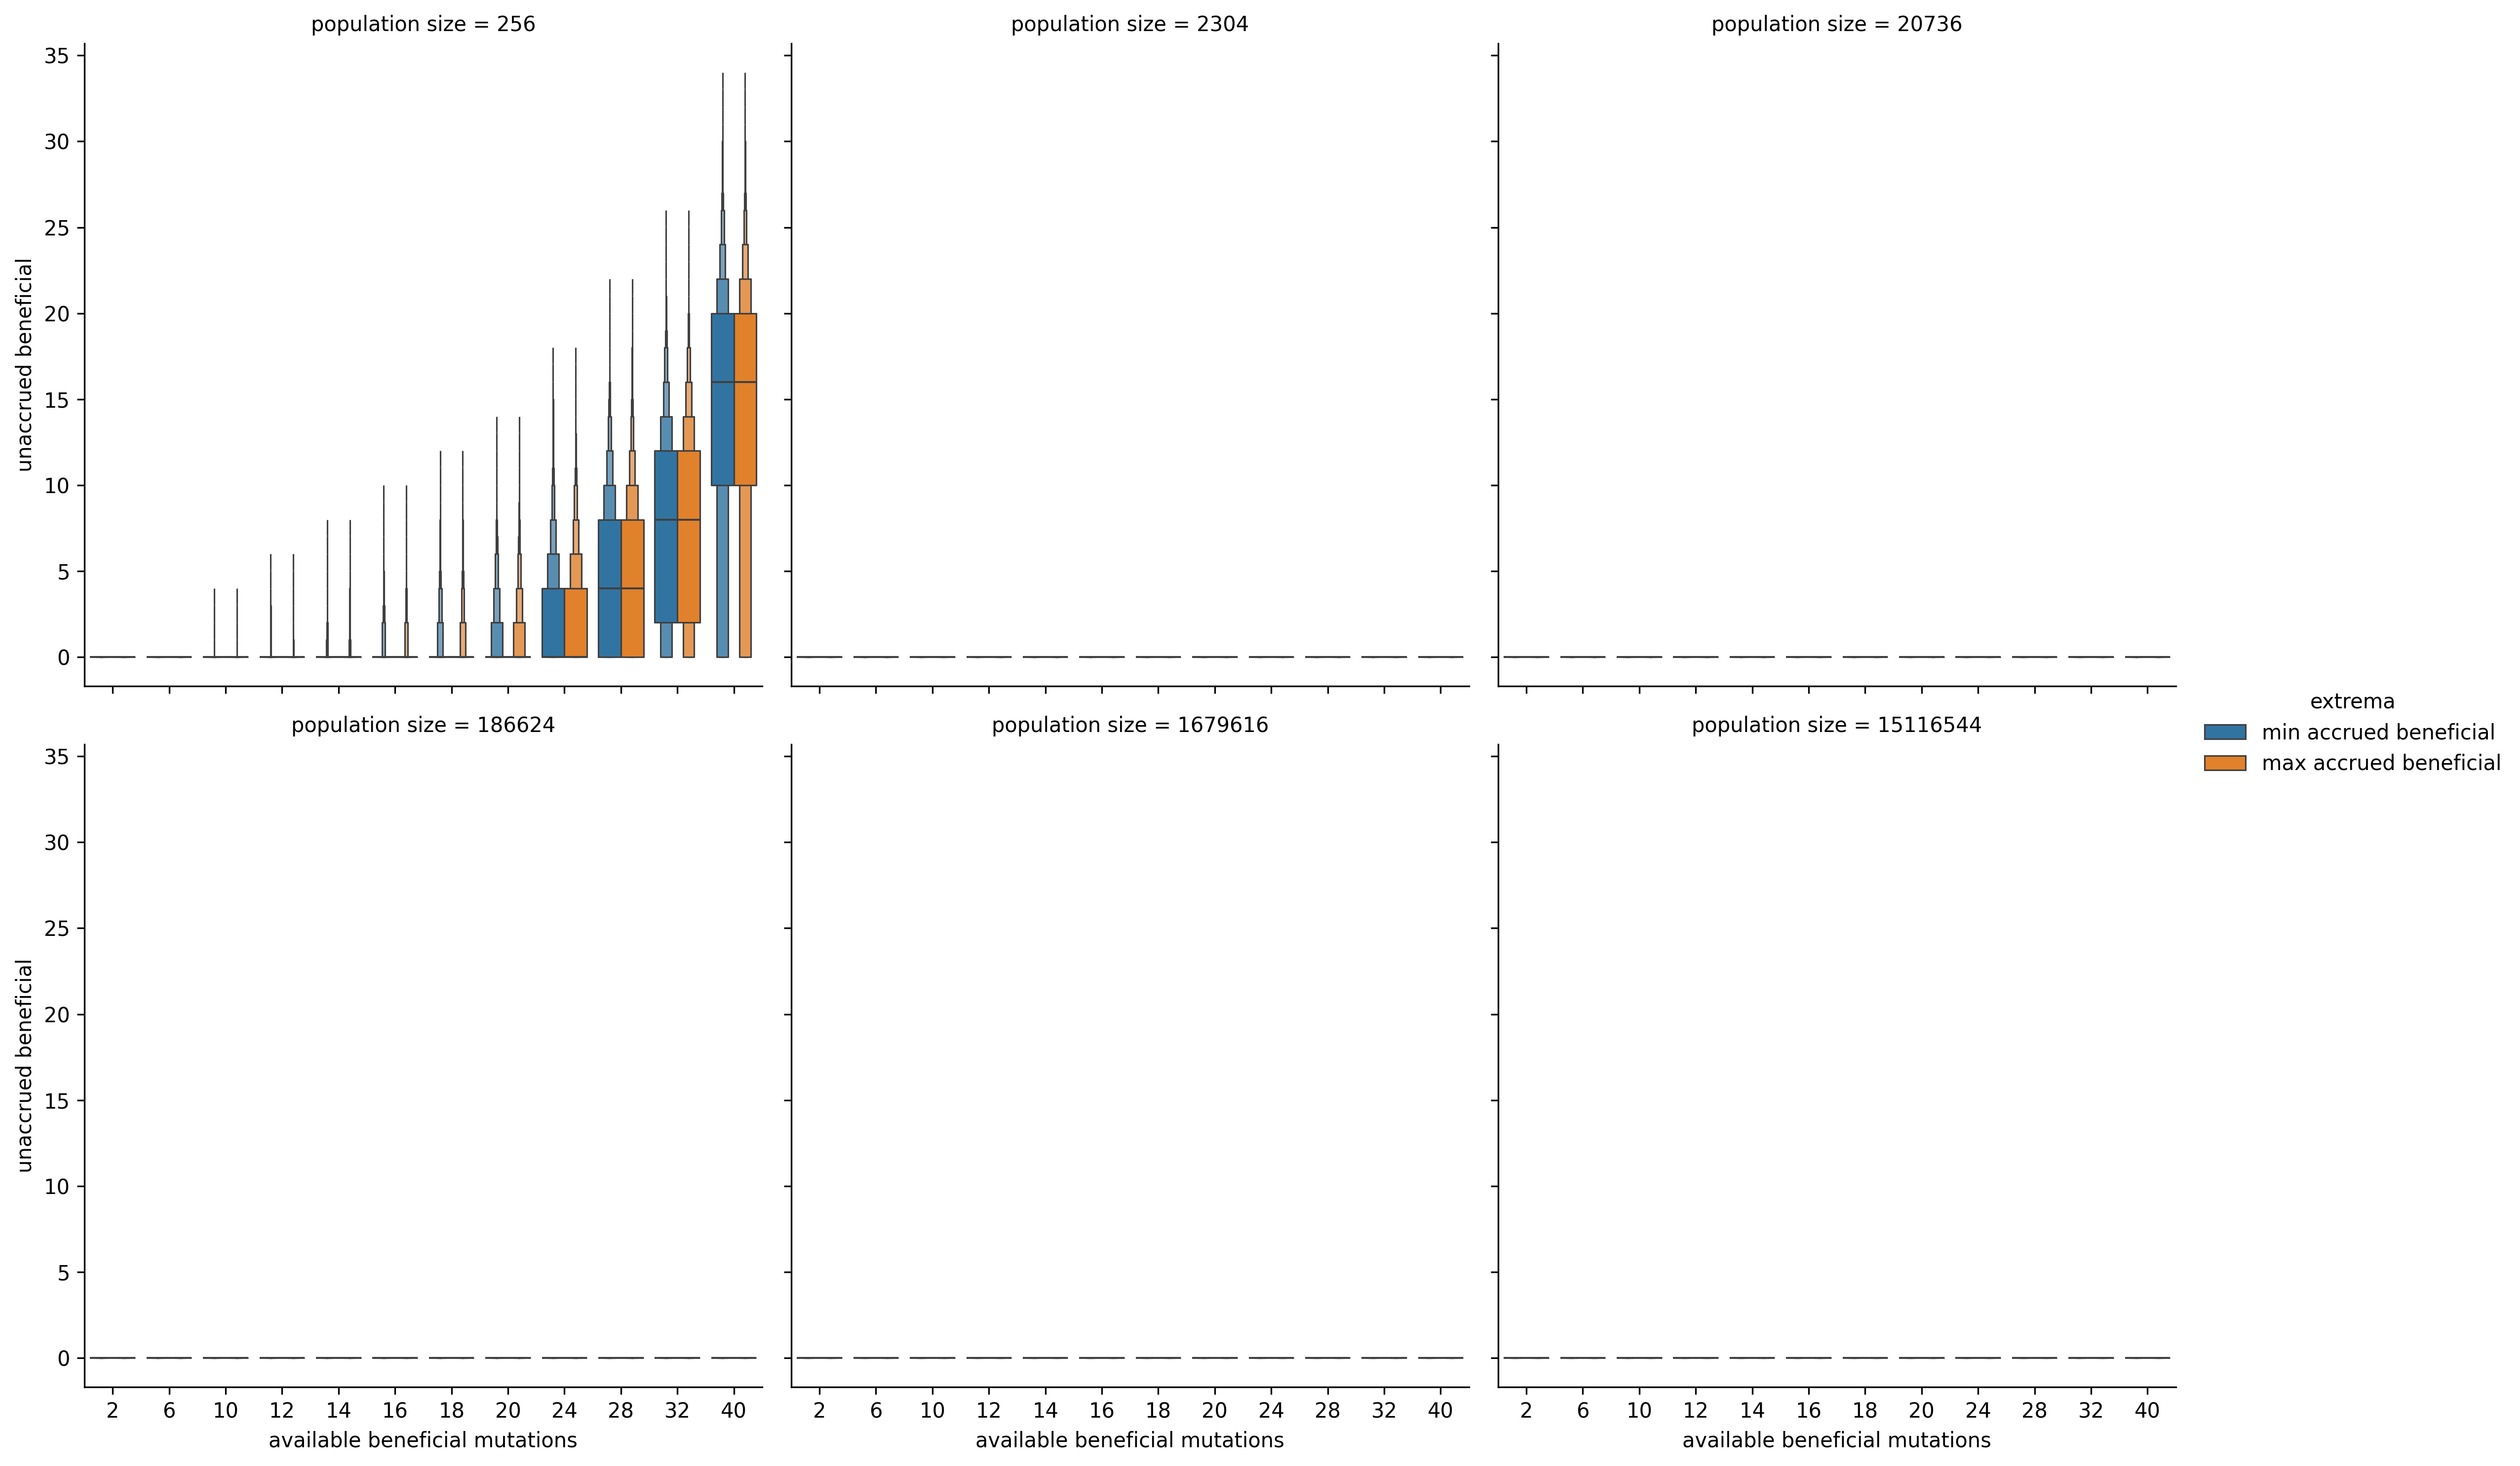 population size = 256
population size = 2304
population size = 20736
35
30
25
20
15
10
5
0
unaccrued beneficial
population size = 186624
population size = 1679616
population size = 15116544
35
30
25
20
15
10
5
0
unaccrued beneficial
2 6 10 12 14 16 18 20 24 28 32 40
available beneficial mutations
2 6 10 12 14 16 18 20 24 28 32 40
available beneficial mutations
2 6 10 12 14 16 18 20 24 28 32 40
available beneficial mutations
extrema
min accrued beneficial
max accrued beneficial